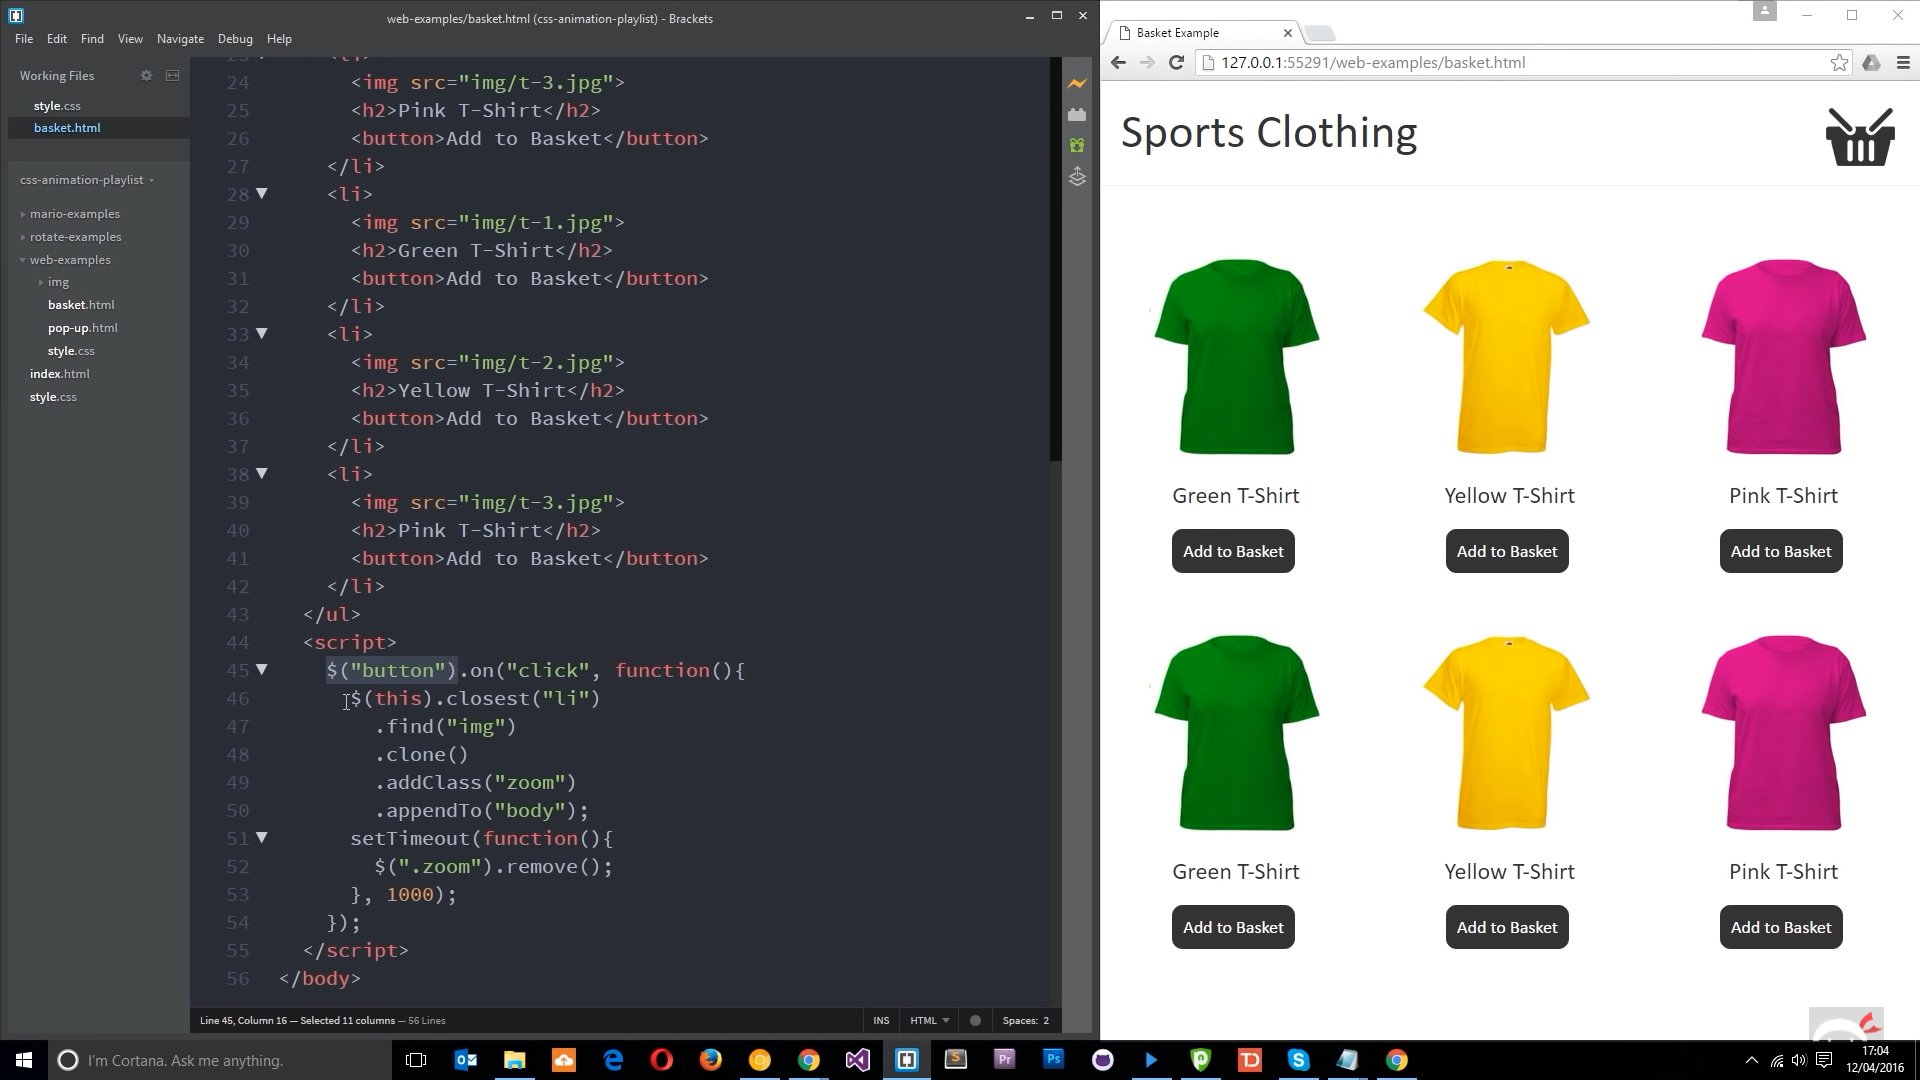 web-examples/basket.html (css-animation-playlist) - Brackets
File Edit Find View Navigate Debug Help
Working Files
style.css
basket.html
css-animation-playlist
mario-examples
rotate-examples
web-examples
img
basket.html
pop-up.html
style.css
index.html
style.css
24 <img src="img/t-3.jpg">
25 <h2>Pink T-Shirt</h2>
26 <button>Add to Basket</button>
27 </li>
28 <li>
29 <img src="img/t-1.jpg">
30 <h2>Green T-Shirt</h2>
31 <button>Add to Basket</button>
32 </li>
33 <li>
34 <img src="img/t-2.jpg">
35 <h2>Yellow T-Shirt</h2>
36 <button>Add to Basket</button>
37 </li>
38 <li>
39 <img src="img/t-3.jpg">
40 <h2>Pink T-Shirt</h2>
41 <button>Add to Basket</button>
42 </li>
43 </ul>
44 <script>
45 $("button").on("click", function(){
46 $(this).closest("li")
47 .find("img")
48 .clone()
49 .addClass("zoom")
50 .appendTo("body");
51 setTimeout(function(){
52 $(".zoom").remove();
53 }, 1000);
54 });
55 </script>
56 </body>
Line 45, Column 16 — Selected 11 columns — 56 Lines
INS HTML Spaces: 2
Basket Example
127.0.0.1:55291/web-examples/basket.html
Sports Clothing
Green T-Shirt Yellow T-Shirt Pink T-Shirt
Add to Basket Add to Basket Add to Basket
Green T-Shirt Yellow T-Shirt Pink T-Shirt
Add to Basket Add to Basket Add to Basket
I'm Cortana. Ask me anything.
S Pr Ps TD
17:04
12/04/2016